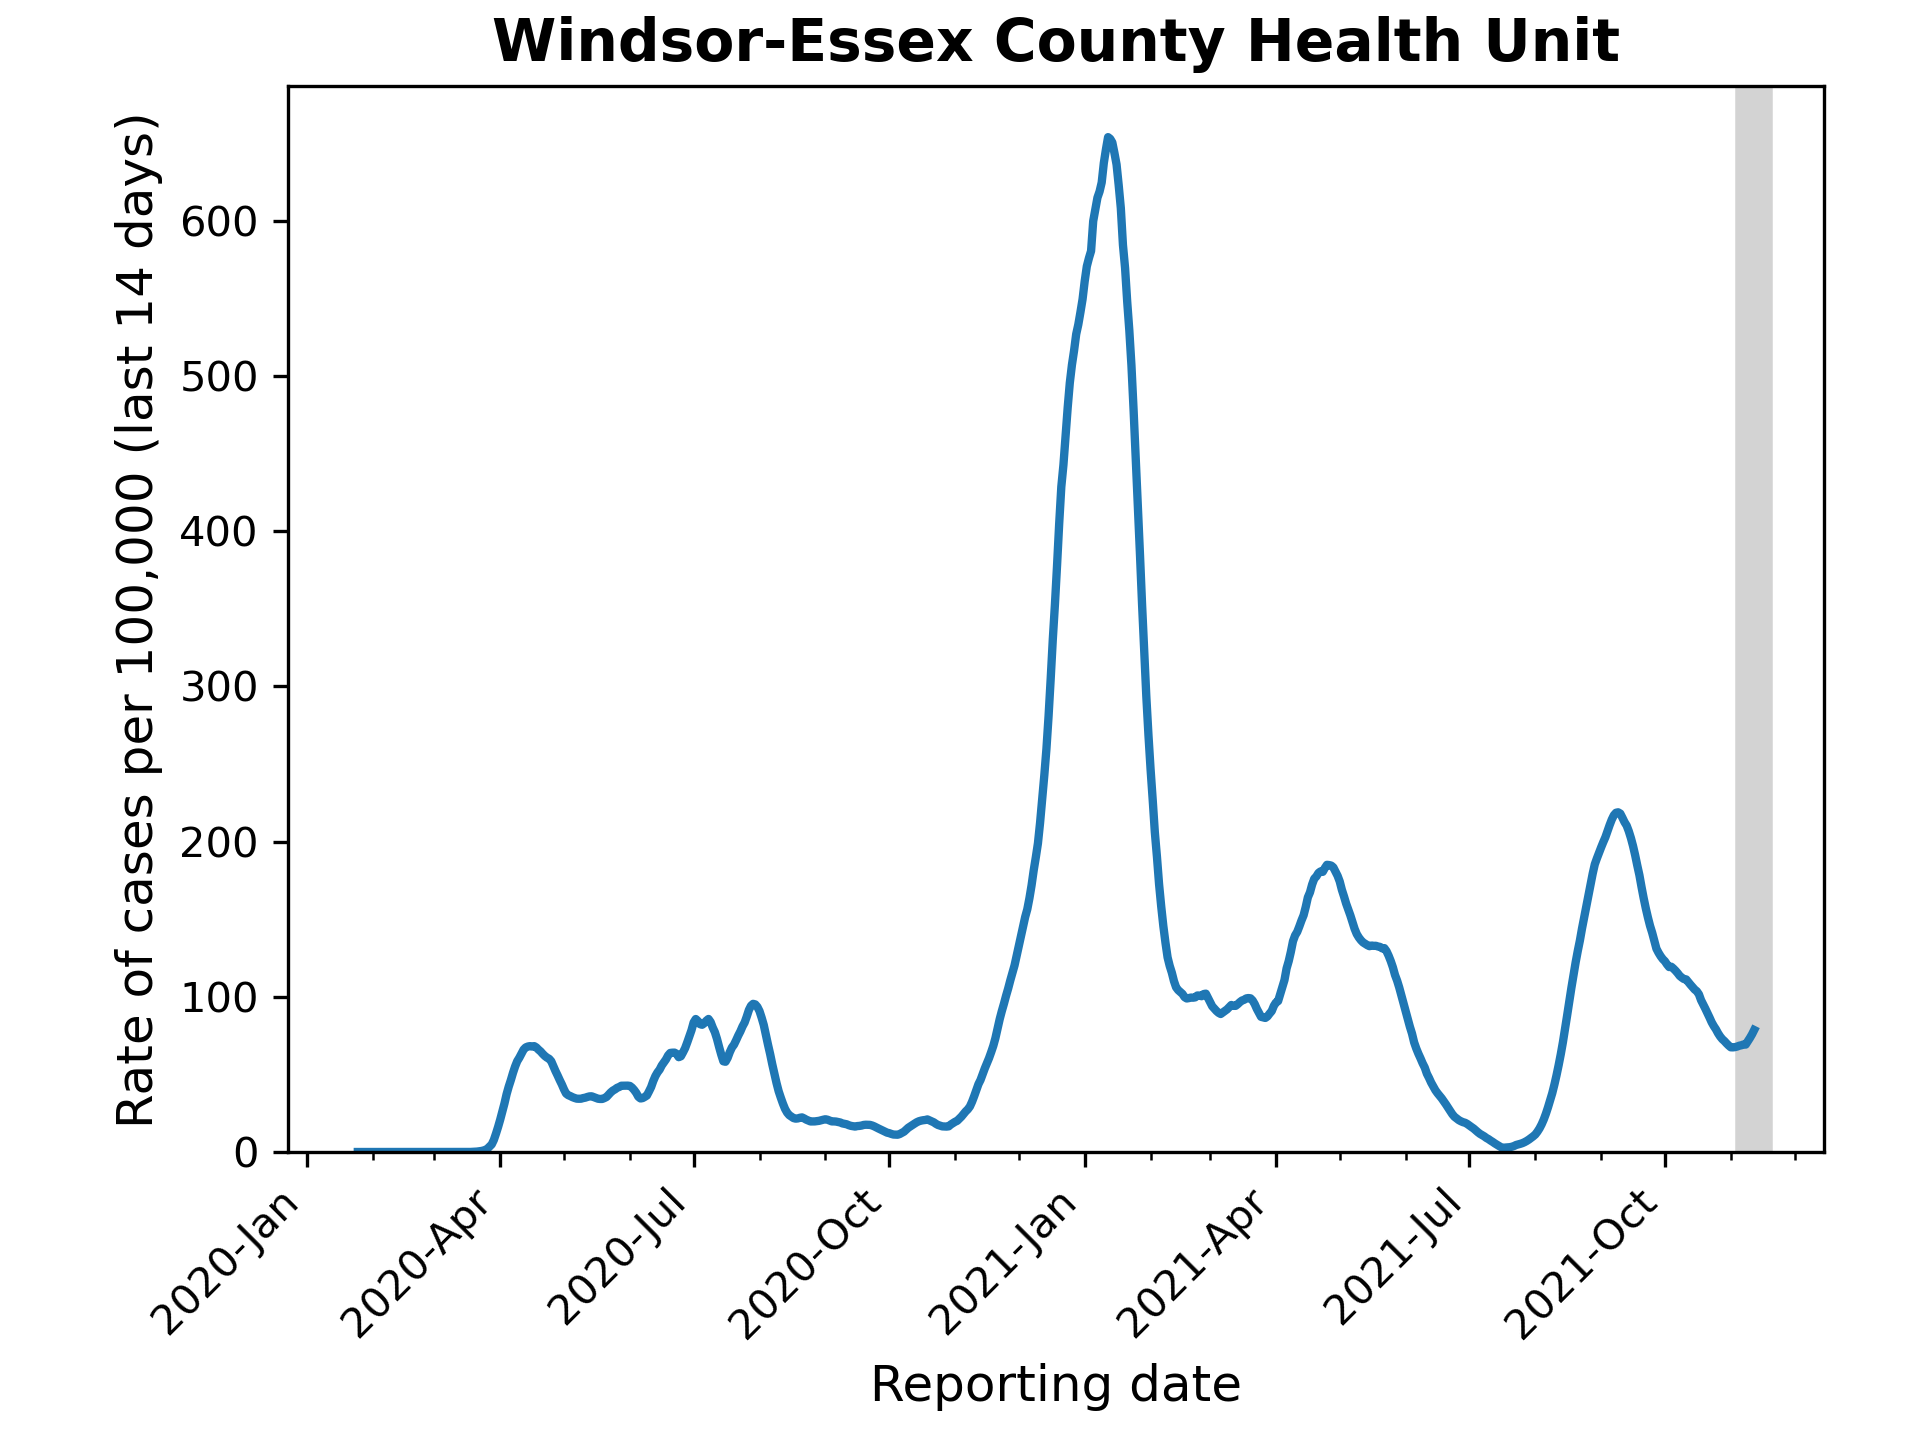 Windsor-Essex County Health Unit
Rate of cases per 100,000 (last 14 days)
600
500
400
300
200
100
0
2020-Jan
2020-Apr
2020-Jul
2020-Oct
2021-Jan
2021-Apr
2021-Jul
2021-Oct
Reporting date